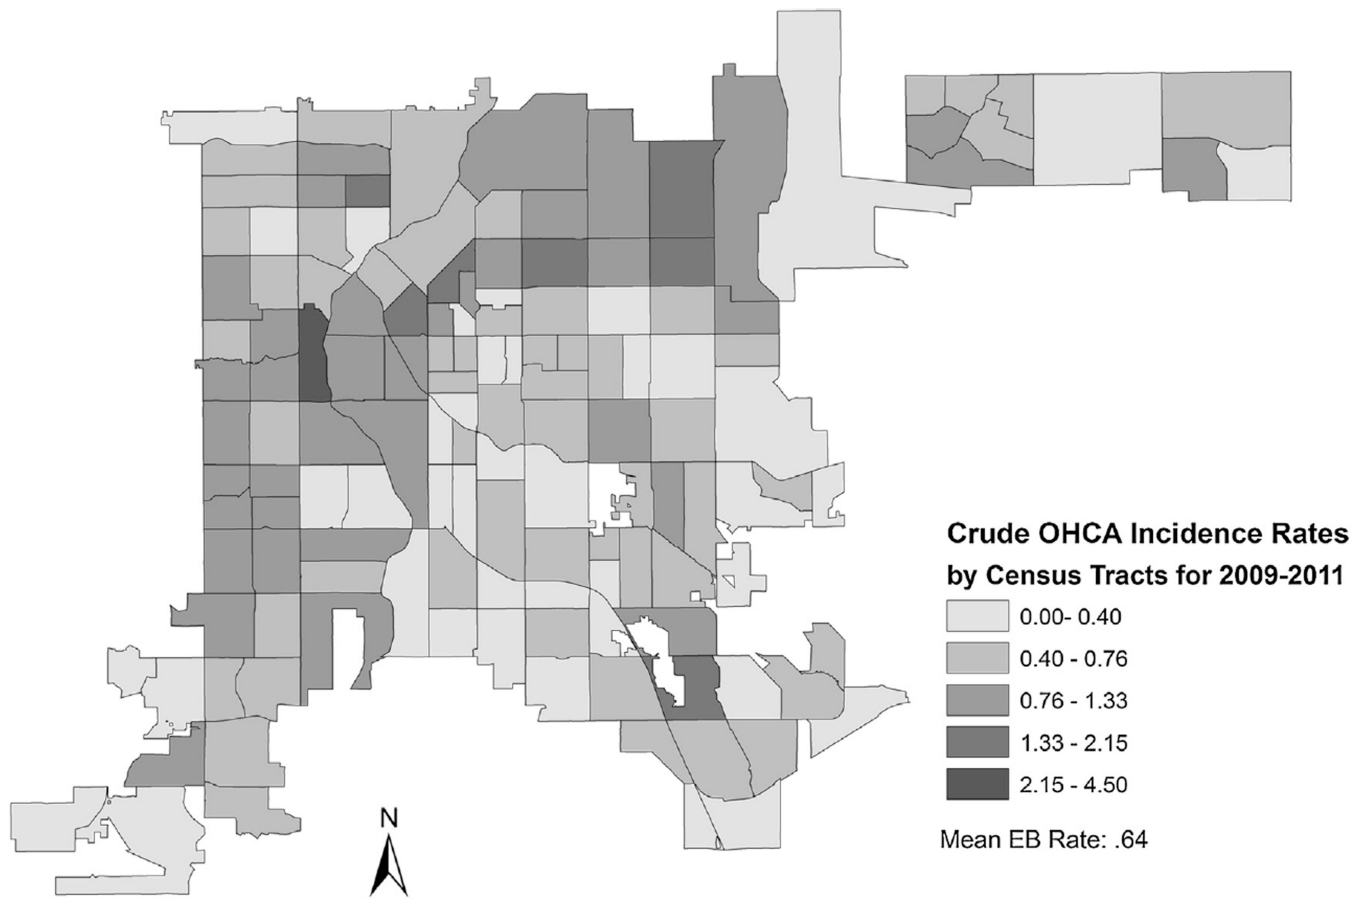 Crude OHCA Incidence Rates
by Census Tracts for 2009-2011
0.00- 0.40
0.40 - 0.76
0.76 - 1.33
1.33 - 2.15
2.15 - 4.50
N
Mean EB Rate: .64